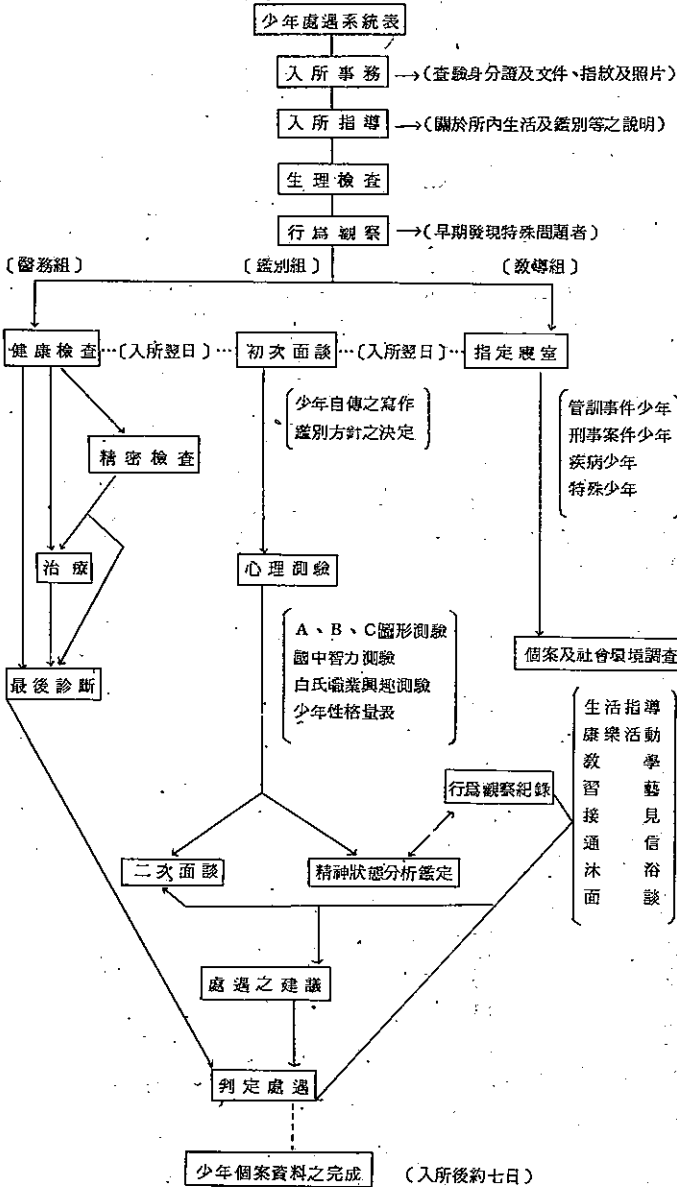 少年處遇系統表
入所事務 →(查驗身分證及文件、指紋及照片)
入所指導 →(關於所內生活及鑑別等之說明)
生理檢查
行爲觀察 →(早期發現特殊問題者)
〔醫務組〕 〔鑑別組〕 〔教導組〕
健康檢查…〔入所翌日〕…初次面談…〔入所翌日〕…指定寢室
少年自傳之寫作
鑑別方針之決定
管訓事件少年
刑事案件少年
疾病少年
特殊少年
精密檢查
治療
心理測驗
A、B、C圖形測驗
國中智力測驗
白氏職業興趣測驗
少年性格量表
個案及社會環境調查
最後診斷
生活指導
康樂活動
教學
習藝
接見
通信
沐浴
面談
行爲觀察紀錄
二次面談
精神狀態分析鑑定
處遇之建議
判定處遇
少年個案資料之完成 (入所後約七日)